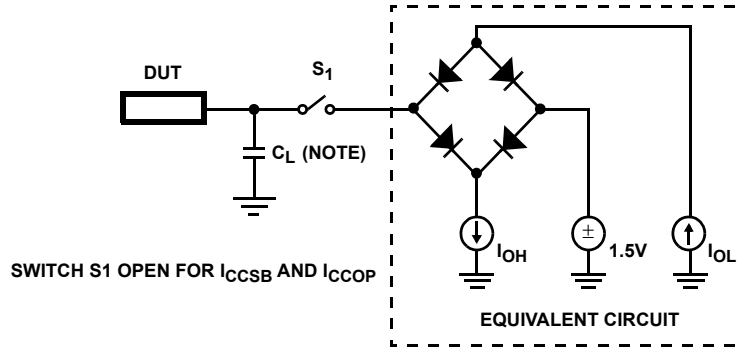 DUT
S1
CL (NOTE)
IOH
±
1.5V
IOL
SWITCH S1 OPEN FOR ICCSB AND ICCOP
EQUIVALENT CIRCUIT